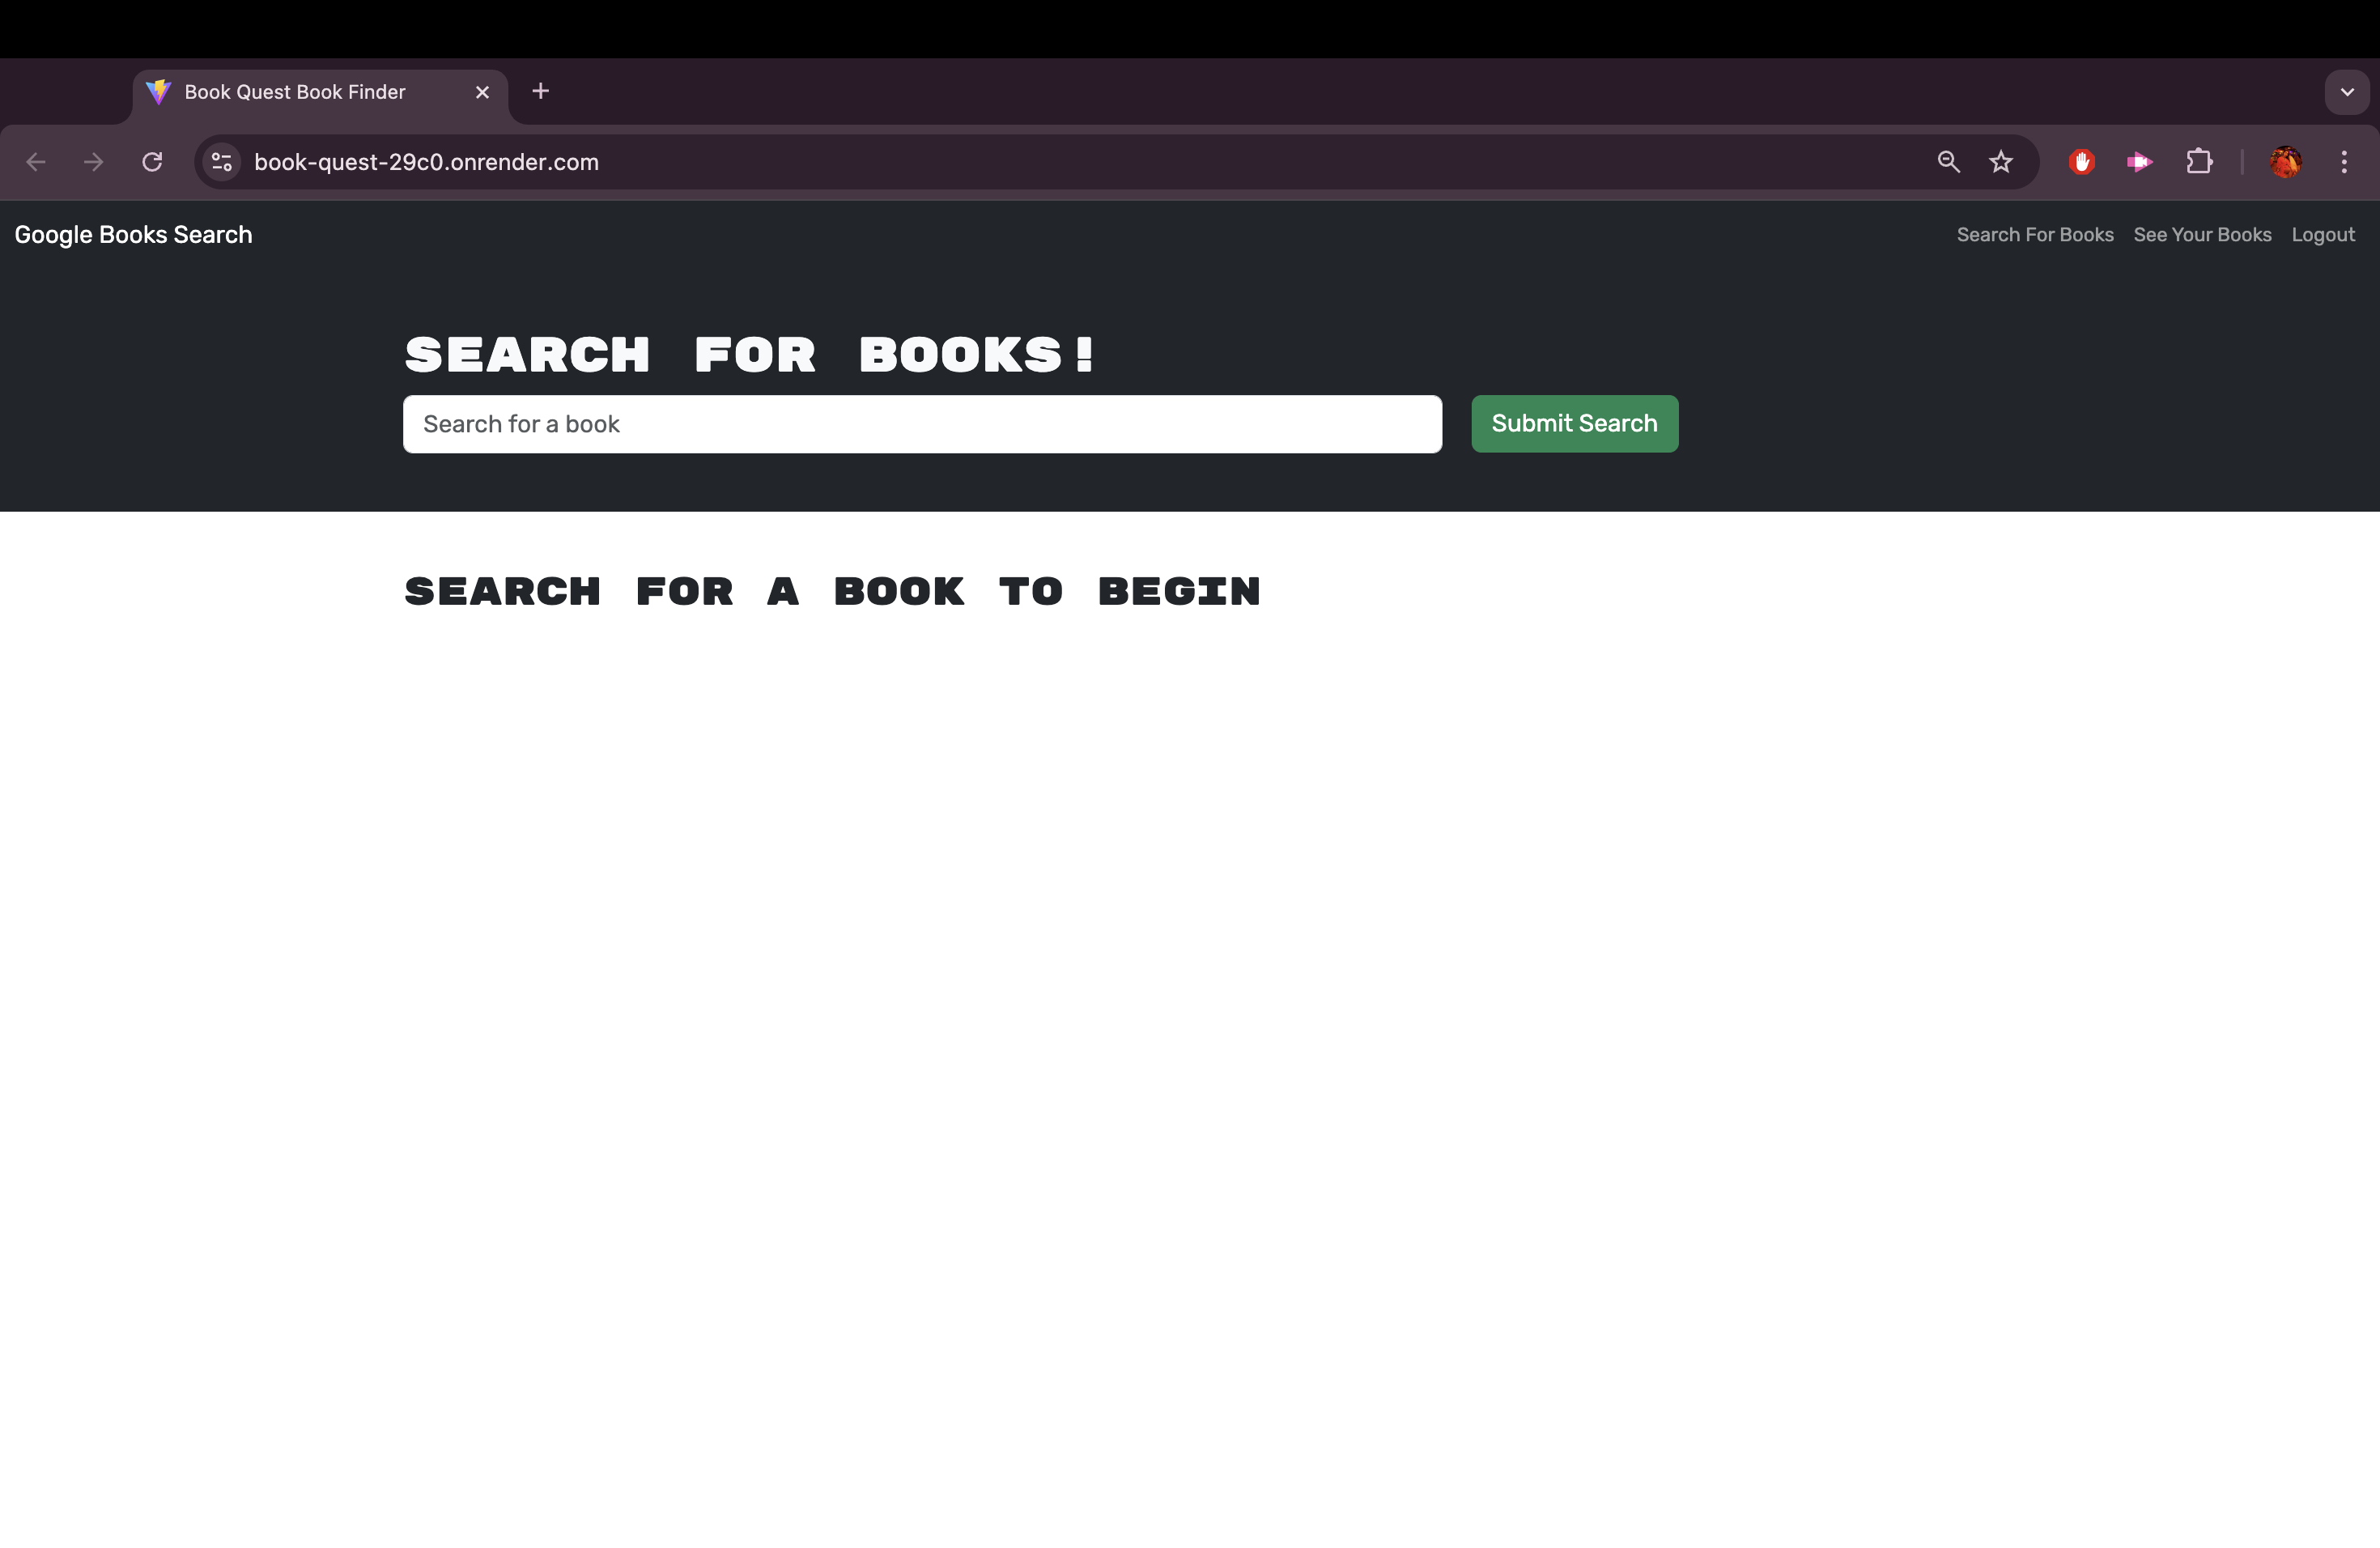 Book Quest Book Finder
book-quest-29c0.onrender.com
Google Books Search
Search For Books
See Your Books
Logout
SEARCH FOR BOOKS!
Search for a book
Submit Search
SEARCH FOR A BOOK TO BEGIN